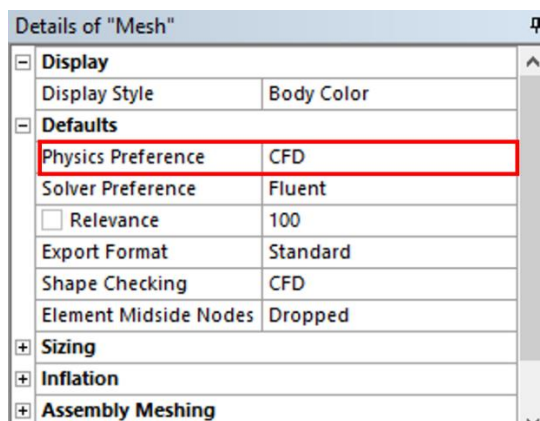 Details of "Mesh"
Display
Display Style Body Color
Defaults
Physics Preference CFD
Solver Preference Fluent
Relevance 100
Export Format Standard
Shape Checking CFD
Element Midside Nodes Dropped
Sizing
Inflation
Assembly Meshing